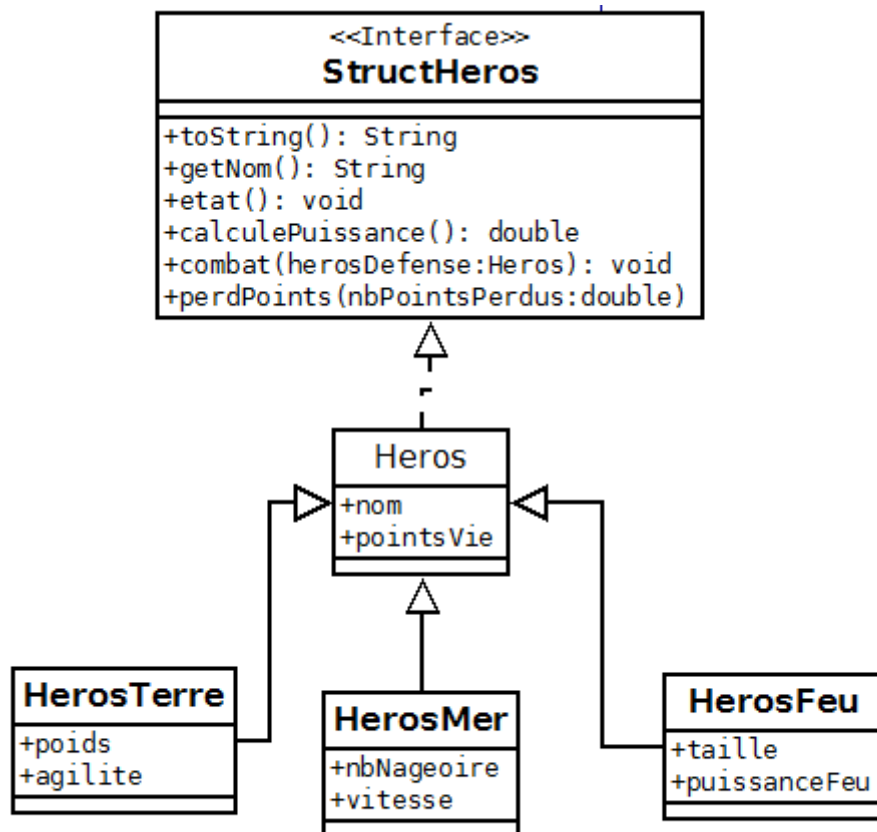 <<Interface>>
StructHeros
+toString(): String
+getNom(): String
+etat(): void
+calculePuissance(): double
+combat(herosDefense:Heros): void
+perdPoints(nbPointsPerdus:double)
Heros
+nom
+pointsVie
HerosTerre
+poids
+agilite
HerosMer
+nbNageoire
+vitesse
HerosFeu
+taille
+puissanceFeu